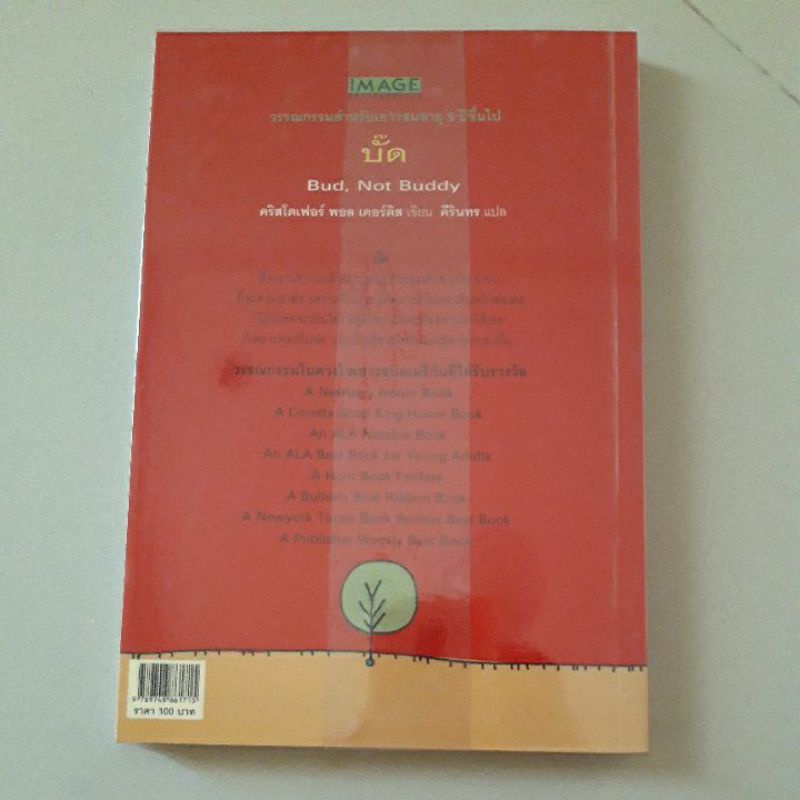 IMAGE
วรรณกรรมสำหรับเยาวชนอายุ 9 ปีขึ้นไป
บั๊ด
Bud, Not Buddy
คริสโตเฟอร์ พอล เคอร์ติส เขียน คีรินทร แปล
บั๊ด
วรรณกรรมในดวงใจเยาวชนอเมริกันที่ได้รับรางวัล
A Newbery Honor Book
A Coretta Scott King Honor Book
An ALA Notable Book
An ALA Best Book for Young Adults
A Horn Book Fanfare
A Bulletin Blue Ribbon Book
A Newyork Times Book Review Best Book
A Publisher Weekly Best Book
9 789748 861715
ราคา 100 บาท